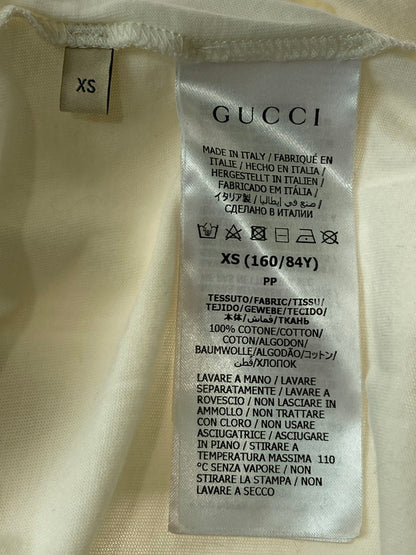 XS
GUCCI
MADE IN ITALY / FABRIQUÉ EN
ITALIE / HECHO EN ITALIA /
HERGESTELLT IN ITALIEN /
FABRICADO EM ITÁLIA /
イタリア製 / صنع في إيطاليا /
СДЕЛАНО В ИТАЛИИ
XS (160/84Y)
PP
TESSUTO/FABRIC/TISSU/
TEJIDO/GEWEBE/TECIDO/
本体/قماش/ТКАНЬ
100% COTONE/COTTON/
COTON/ALGODON/
BAUMWOLLE/ALGODÃO/コットン/
قطن/ХЛОПОК
LAVARE A MANO / LAVARE
SEPARATAMENTE / LAVARE A
ROVESCIO / NON LASCIARE IN
AMMOLLO / NON TRATTARE
CON CLORO / NON USARE
ASCIUGATRICE / ASCIUGARE IN
PIANO / STIRARE A
TEMPERATURA MASSIMA 110
°C SENZA VAPORE / NON
STIRARE LA STAMPA / NON
LAVARE A SECCO